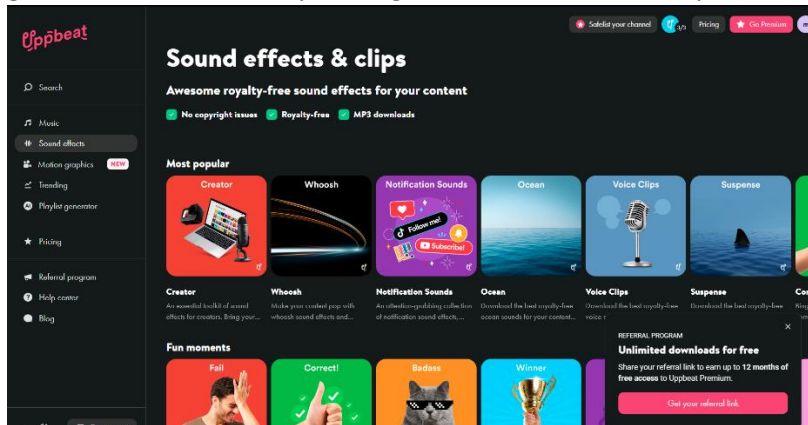 Uppbeat
Search
Music
Sound effects
Motion graphics NEW
Trending
Playlist generator
Pricing
Referral program
Help center
Blog
Safelist your channel
3/3
Pricing
Go Premium
Sound effects & clips
Awesome royalty-free sound effects for your content
No copyright issues
Royalty-free
MP3 downloads
Most popular
Creator
Whoosh
Notification Sounds
Follow me!
Subscribe!
Ocean
Voice Clips
Suspense
Creator
An essential toolkit of sound
effects for creators. Bring your...
Whoosh
Make your content pop with
whoosh sound effects and...
Notification Sounds
An attention-grabbing collection
of notification sound effects,...
Ocean
Download the best royalty-free
ocean sounds for your content...
Voice Clips
Download the best royalty-free
voice
Suspense
Download the best royalty-free
Fun moments
Fail
Correct!
Badass
Winner
REFERRAL PROGRAM
Unlimited downloads for free
Share your referral link to earn up to 12 months of
free access to Uppbeat Premium.
Get your referral link